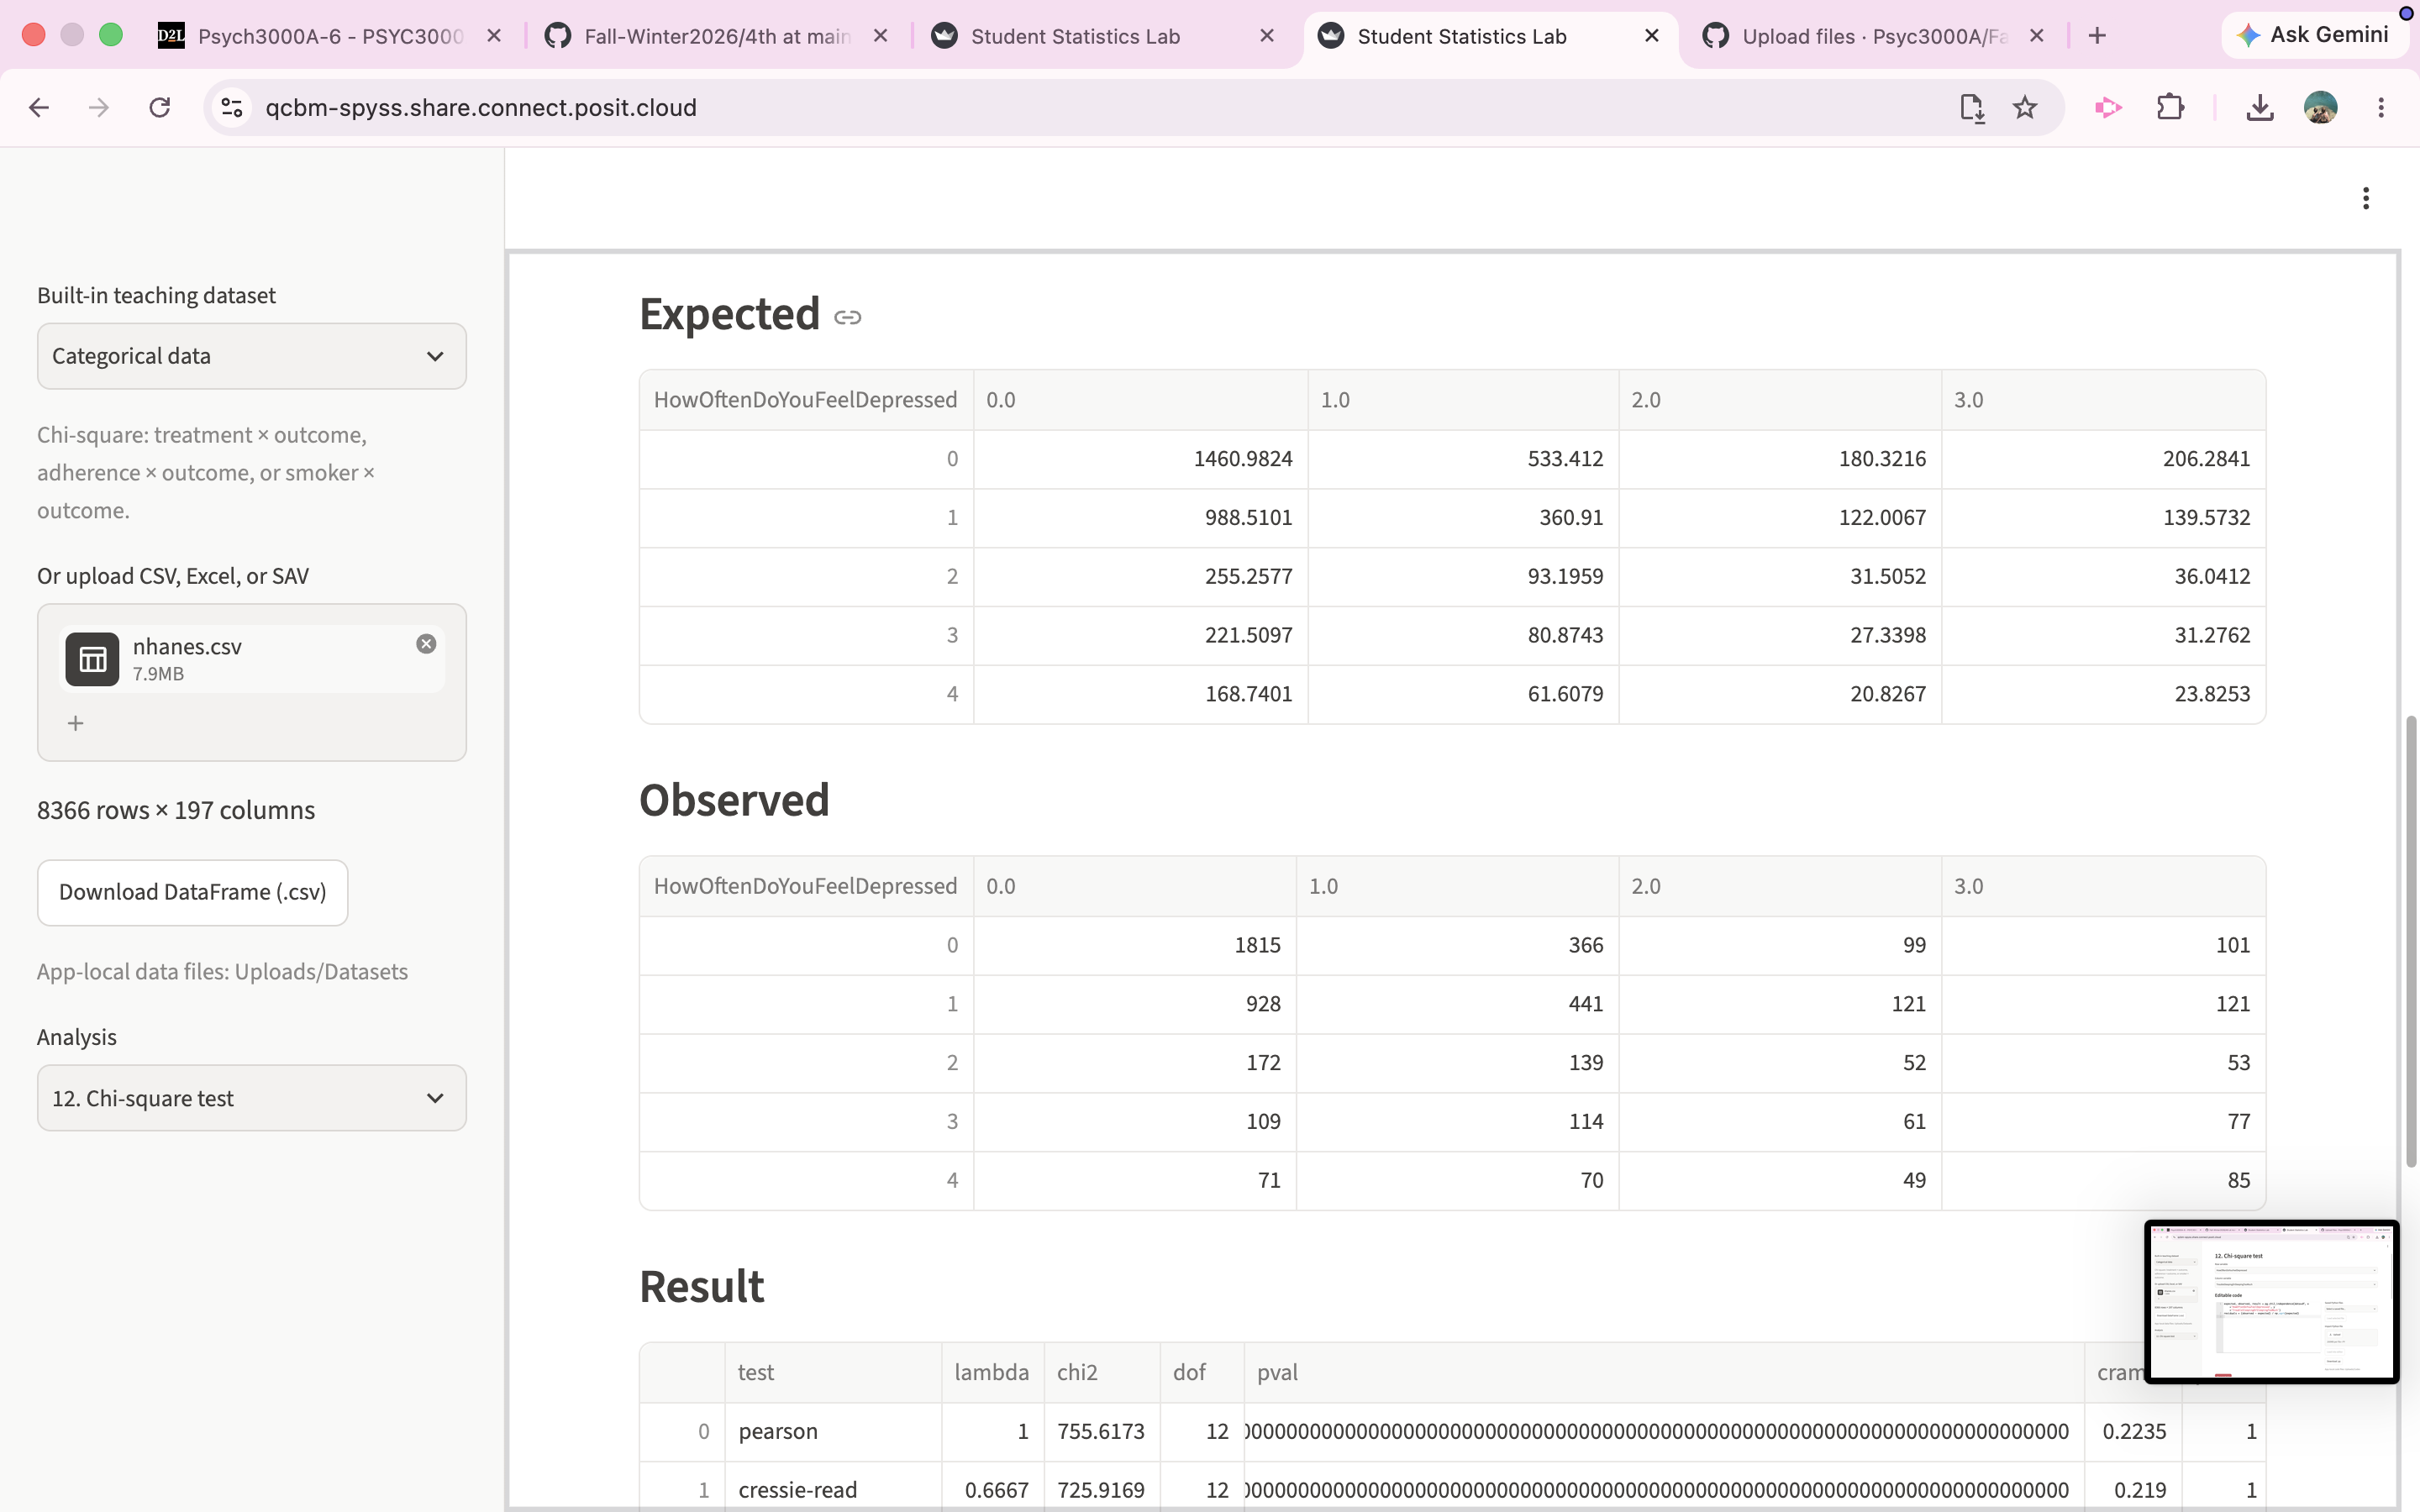 D2L Psych3000A-6 - PSYC3000
Fall-Winter2026/4th at main
Student Statistics Lab
Student Statistics Lab
Upload files · Psyc3000A/Fa
Ask Gemini
qcbm-spyss.share.connect.posit.cloud
Built-in teaching dataset
Categorical data
Chi-square: treatment × outcome,
adherence × outcome, or smoker ×
outcome.
Or upload CSV, Excel, or SAV
nhanes.csv
7.9MB
8366 rows × 197 columns
Download DataFrame (.csv)
App-local data files: Uploads/Datasets
Analysis
12. Chi-square test
Expected
HowOftenDoYouFeelDepressed 0.0 1.0 2.0 3.0
0 1460.9824 533.412 180.3216 206.2841
1 988.5101 360.91 122.0067 139.5732
2 255.2577 93.1959 31.5052 36.0412
3 221.5097 80.8743 27.3398 31.2762
4 168.7401 61.6079 20.8267 23.8253
Observed
HowOftenDoYouFeelDepressed 0.0 1.0 2.0 3.0
0 1815 366 99 101
1 928 441 121 121
2 172 139 52 53
3 109 114 61 77
4 71 70 49 85
Result
test lambda chi2 dof pval cram
0 pearson 1 755.6173 12 0.2235 1
1 cressie-read 0.6667 725.9169 12 0.219 1
12. Chi-square test
Editable code